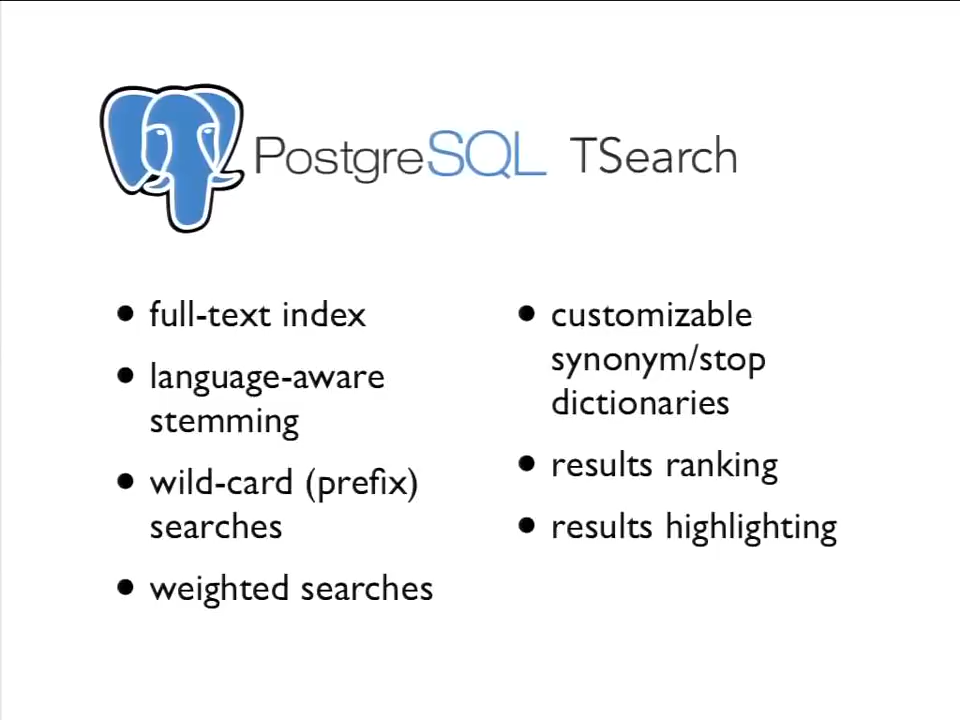 PostgreSQL TSearch
• full-text index
• language-aware
stemming
• wild-card (prefix)
searches
• weighted searches
• customizable
synonym/stop
dictionaries
• results ranking
• results highlighting